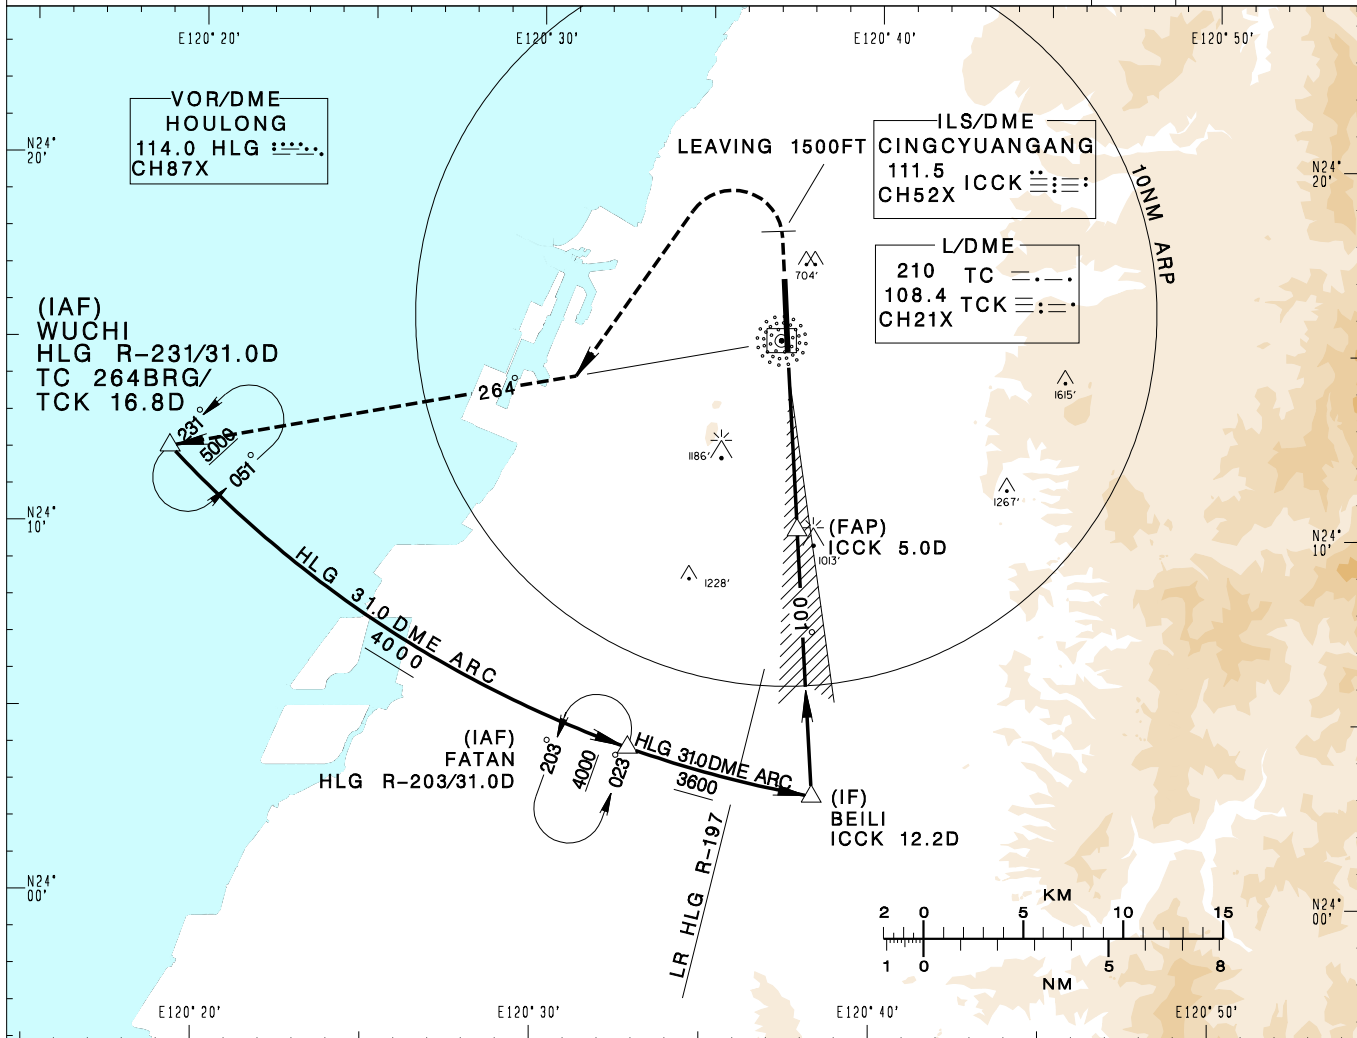 E120°20'
E120°30'
E120°40'
E120°50'
VOR/DME
HOULONG
114.0 HLG
CH87X
N24°
20'
LEAVING 1500FT
ILS/DME
CINGCYUANGANG
111.5
CH52X
ICCK
N24°
20'
10NM ARP
L/DME
210 TC
108.4
CH21X
TCK
704'
(IAF)
WUCHI
HLG R-231/31.0D
TC 264BRG/
TCK 16.8D
264°
1615'
231°
5000
051°
1186'
1267'
N24°
10'
(FAP)
ICCK 5.0D
1013'
N24°
10'
1228'
HLG 31.0 DME ARC
4000
001°
(IAF)
FATAN
HLG R-203/31.0D
203°
4000
023°
HLG 31.0 DME ARC
3600
(IF)
BEILI
ICCK 12.2D
LR HLG R-197
N24°
00'
N24°
00'
KM
2 0 5 10 15
1 0 5 8
NM
E120°20'
E120°30'
E120°40'
E120°50'